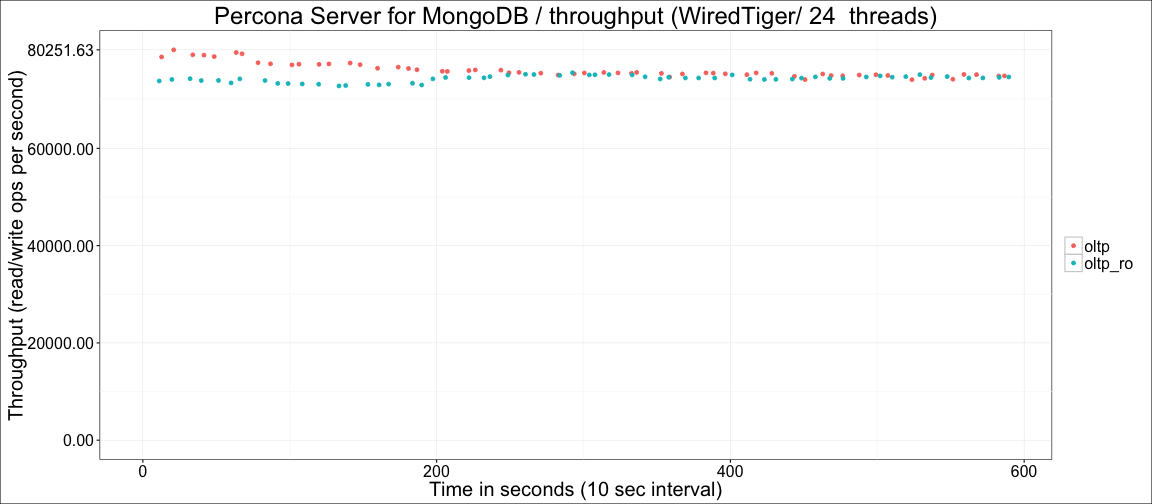 Percona Server for MongoDB / throughput (WiredTiger/ 24  threads)
Throughput (read/write ops per second)
80251.63
60000.00
40000.00
20000.00
0.00
0
200
400
600
Time in seconds (10 sec interval)
oltp
oltp_ro